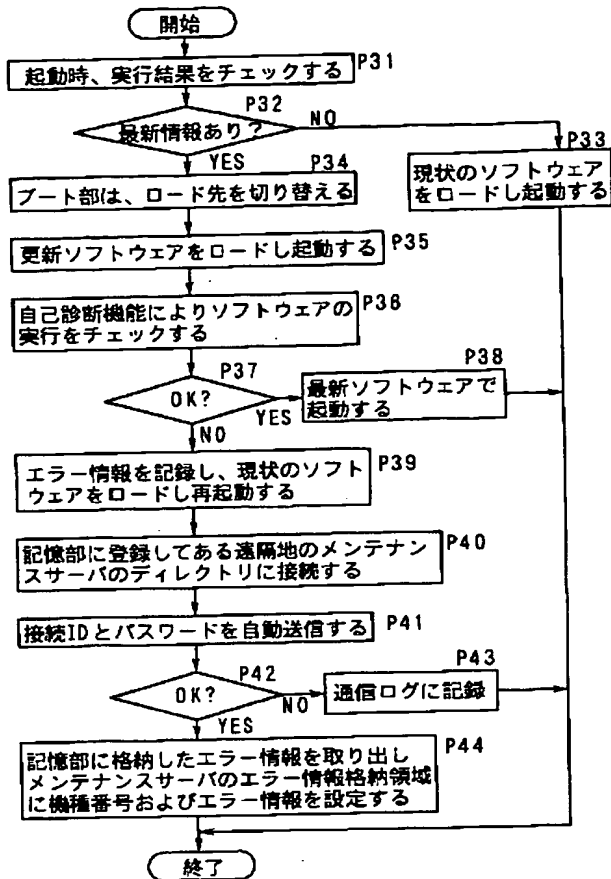 開始
起動時、実行結果をチェックする
P31
P32
最新情報あり?
NO
YES
P33
現状のソフトウェア
をロードし起動する
P34
ブート部は、ロード先を切り替える
更新ソフトウェアをロードし起動する
P35
自己診断機能によりソフトウェアの
実行をチェックする
P36
P37
OK?
YES
NO
P38
最新ソフトウェアで
起動する
エラー情報を記録し、現状のソフト
ウェアをロードし再起動する
P39
記憶部に登録してある遠隔地のメンテナン
スサーバのディレクトリに接続する
P40
接続IDとパスワードを自動送信する
P41
P42
OK?
NO
YES
P43
通信ログに記録
記憶部に格納したエラー情報を取り出し
メンテナンスサーバのエラー情報格納領域
に機種番号およびエラー情報を設定する
P44
終了